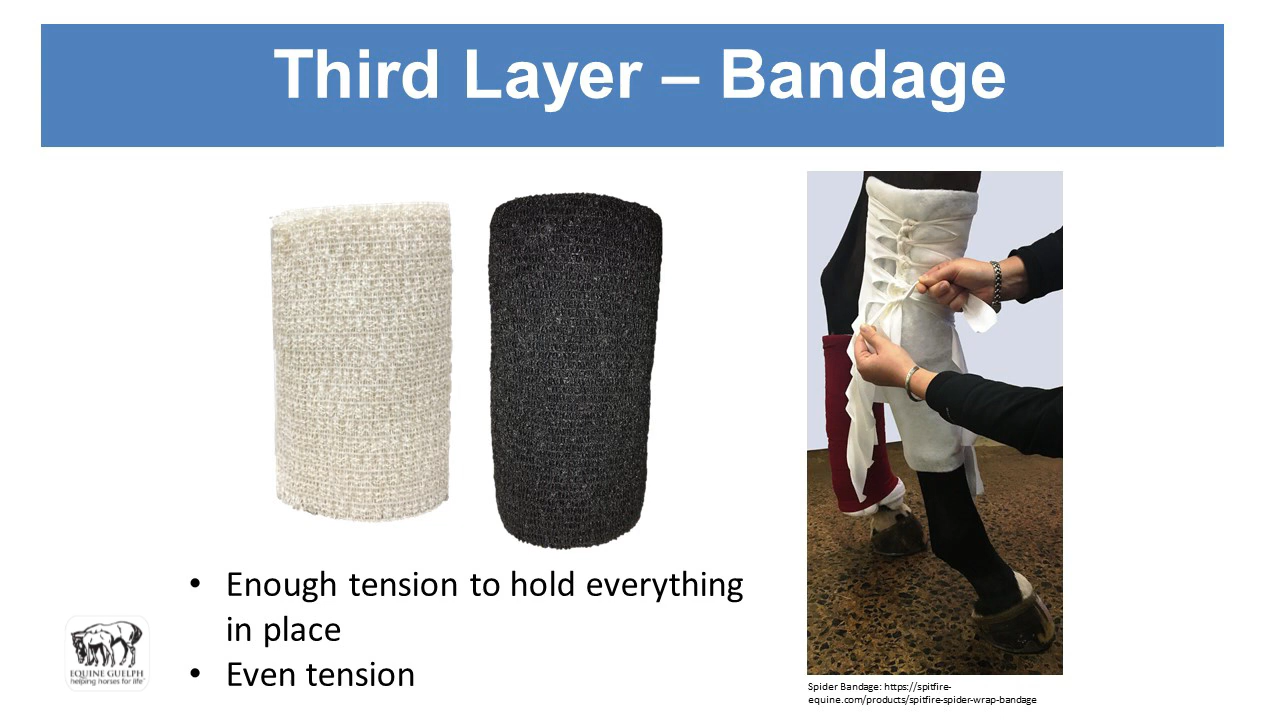 Third Layer – Bandage
• Enough tension to hold everything
in place
• Even tension
EQUINE GUELPH
helping horses for life
Spider Bandage: https://spitfire-
equine.com/products/spitfire-spider-wrap-bandage